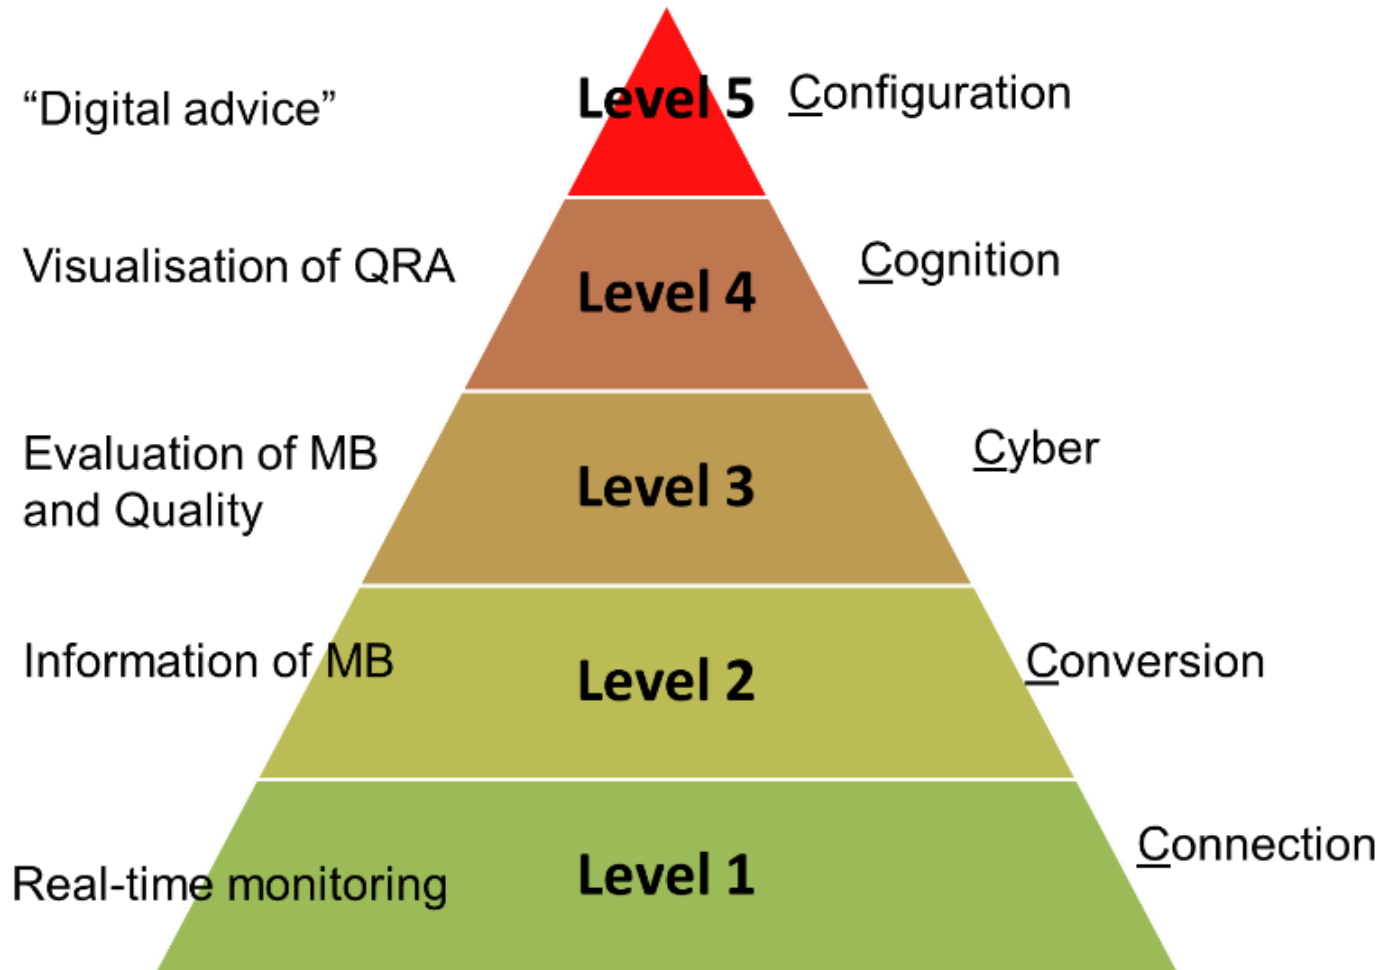 “Digital advice”
Level 5
Configuration
Visualisation of QRA
Level 4
Cognition
Evaluation of MB
and Quality
Level 3
Cyber
Information of MB
Level 2
Conversion
Real-time monitoring
Level 1
Connection